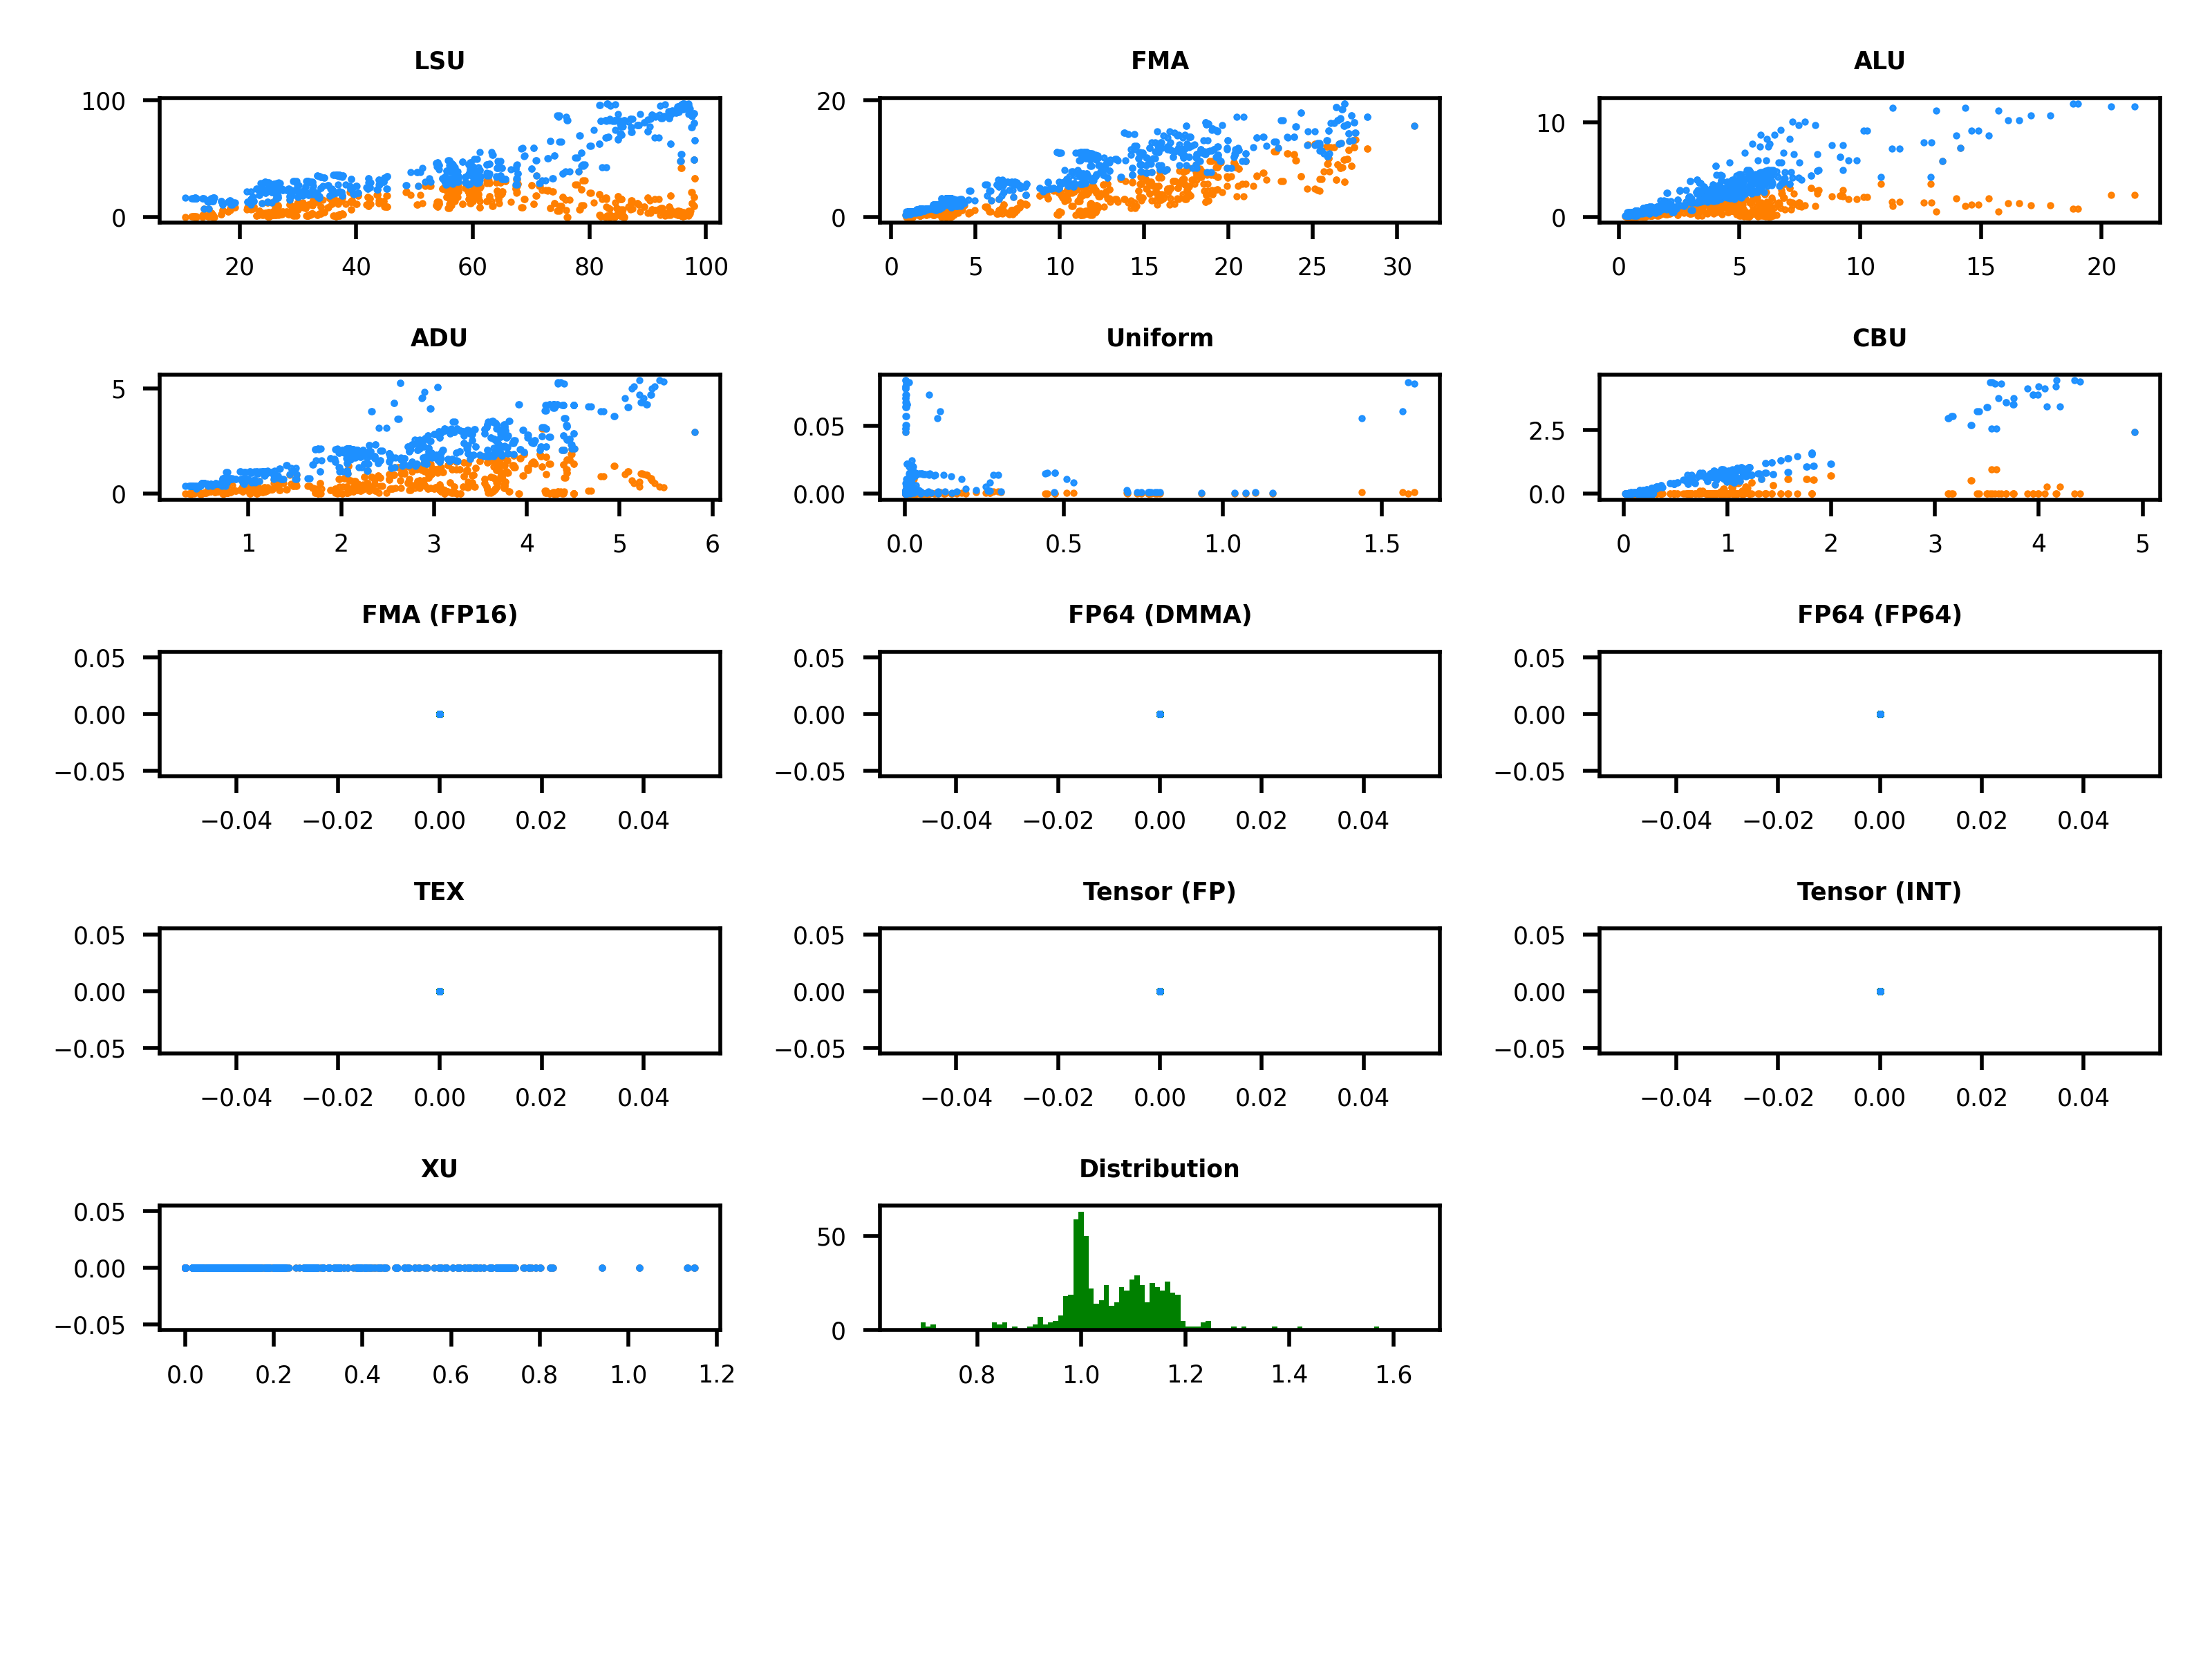 LSU FMA ALU
100 20 10
0 0 0
20 40 60 80 100 0 5 10 15 20 25 30 0 5 10 15 20
ADU Uniform CBU
5 0.05 2.5
0 0.00 0.0
1 2 3 4 5 6 0.0 0.5 1.0 1.5 0 1 2 3 4 5
FMA (FP16) FP64 (DMMA) FP64 (FP64)
0.05 0.05 0.05
0.00 0.00 0.00
−0.05 −0.05 −0.05
−0.04 −0.02 0.00 0.02 0.04 −0.04 −0.02 0.00 0.02 0.04 −0.04 −0.02 0.00 0.02 0.04
TEX Tensor (FP) Tensor (INT)
0.05 0.05 0.05
0.00 0.00 0.00
−0.05 −0.05 −0.05
−0.04 −0.02 0.00 0.02 0.04 −0.04 −0.02 0.00 0.02 0.04 −0.04 −0.02 0.00 0.02 0.04
XU Distribution
0.05 50
0.00
−0.05 0
0.0 0.2 0.4 0.6 0.8 1.0 1.2 0.8 1.0 1.2 1.4 1.6